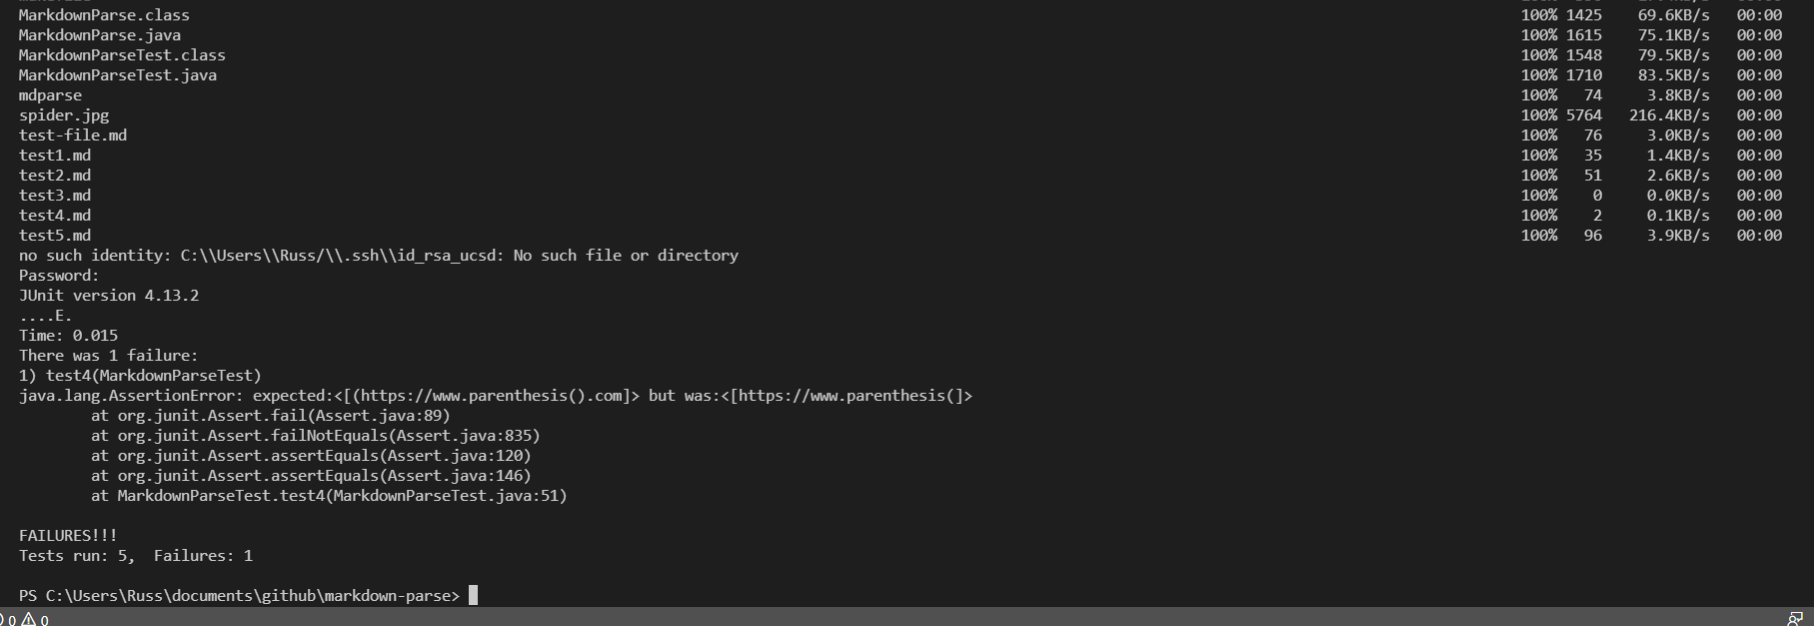 MarkdownParse.class 100% 1425 69.6KB/s 00:00
MarkdownParse.java 100% 1615 75.1KB/s 00:00
MarkdownParseTest.class 100% 1548 79.5KB/s 00:00
MarkdownParseTest.java 100% 1710 83.5KB/s 00:00
mdparse 100% 74 3.8KB/s 00:00
spider.jpg 100% 5764 216.4KB/s 00:00
test-file.md 100% 76 3.0KB/s 00:00
test1.md 100% 35 1.4KB/s 00:00
test2.md 100% 51 2.6KB/s 00:00
test3.md 100% 0 0.0KB/s 00:00
test4.md 100% 2 0.1KB/s 00:00
test5.md 100% 96 3.9KB/s 00:00
no such identity: C:\\Users\\Russ/\\.ssh\\id_rsa_ucsd: No such file or directory
Password:
JUnit version 4.13.2
....E.
Time: 0.015
There was 1 failure:
1) test4(MarkdownParseTest)
java.lang.AssertionError: expected:<[(https://www.parenthesis().com]> but was:<[https://www.parenthesis(]>
at org.junit.Assert.fail(Assert.java:89)
at org.junit.Assert.failNotEquals(Assert.java:835)
at org.junit.Assert.assertEquals(Assert.java:120)
at org.junit.Assert.assertEquals(Assert.java:146)
at MarkdownParseTest.test4(MarkdownParseTest.java:51)
FAILURES!!!
Tests run: 5,  Failures: 1
PS C:\Users\Russ\documents\github\markdown-parse>
0 0